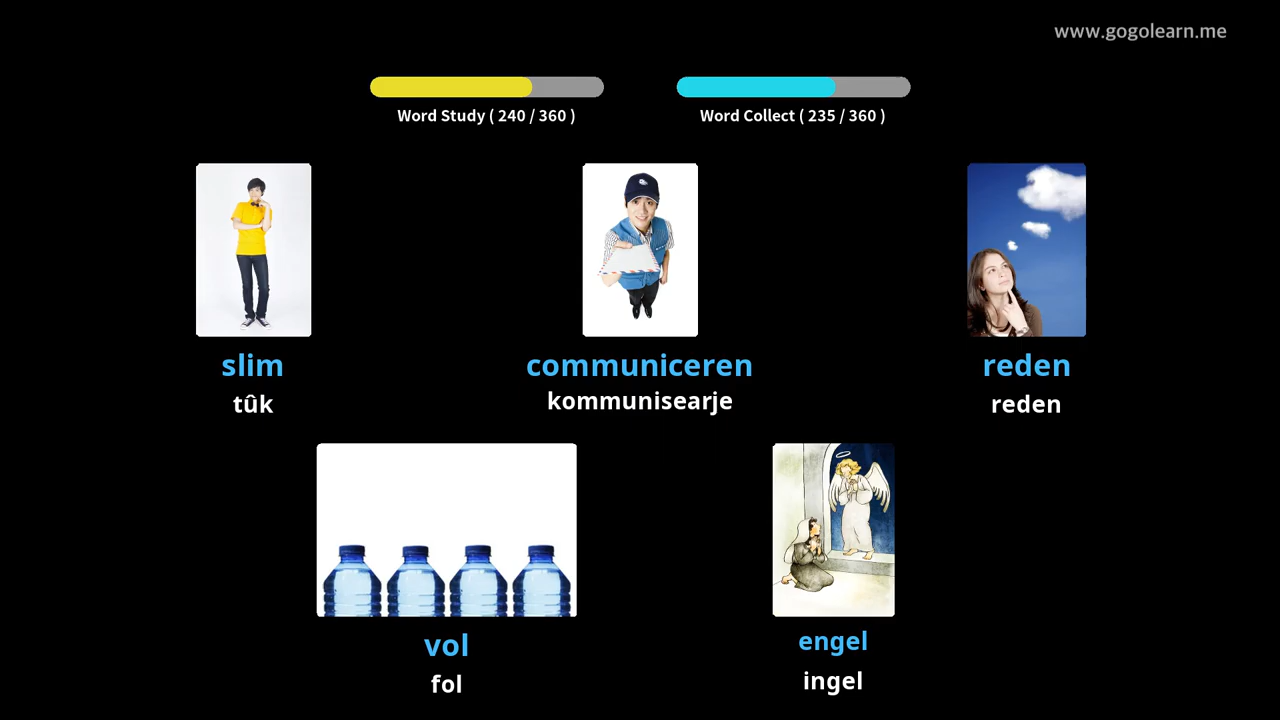 www.gogolearn.me
Word Study ( 240 / 360 )
Word Collect ( 235 / 360 )
slim
tûk
communiceren
kommunisearje
reden
reden
vol
fol
engel
ingel